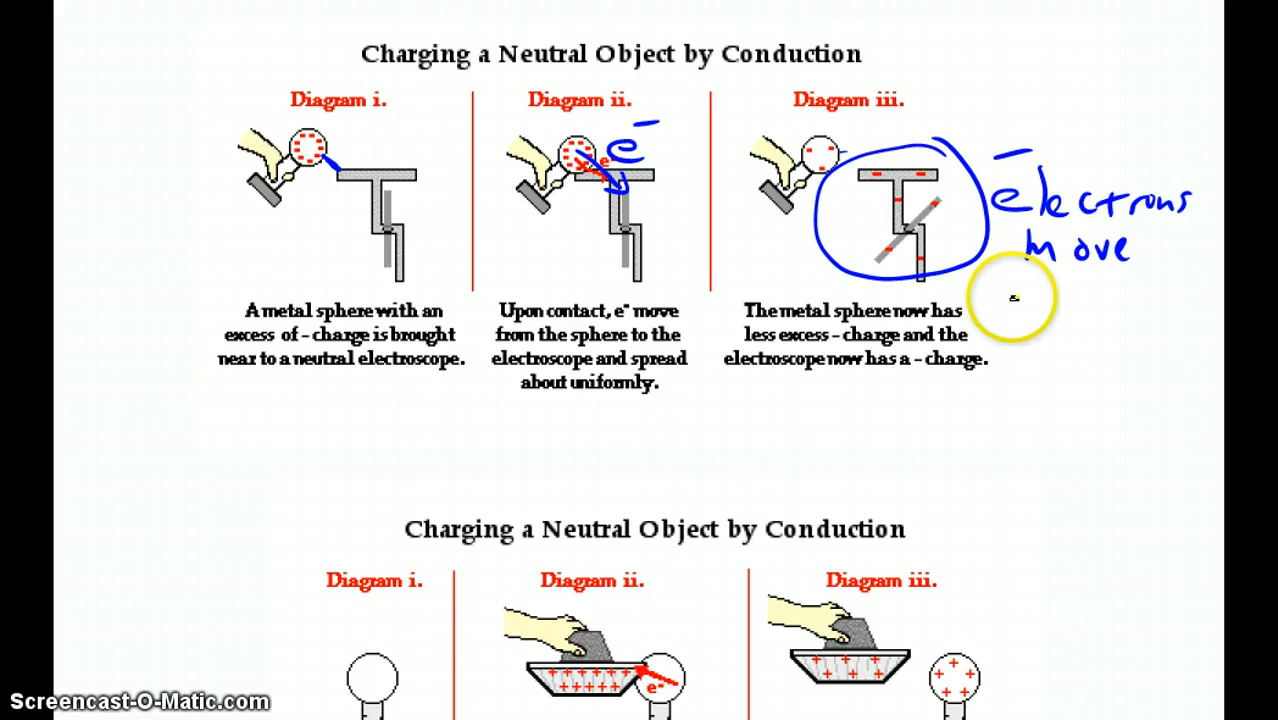 Charging a Neutral Object by Conduction
Diagram i.
Diagram ii.
Diagram iii.
e
e⁻
electrons
move
A metal sphere with an
excess of - charge is brought
near to a neutral electroscope.
Upon contact, e⁻ move
from the sphere to the
electroscope and spread
about uniformly.
The metal sphere now has
less excess - charge and the
electroscope now has a - charge.
Charging a Neutral Object by Conduction
Diagram i.
Diagram ii.
Diagram iii.
e⁻
Screencast-O-Matic.com